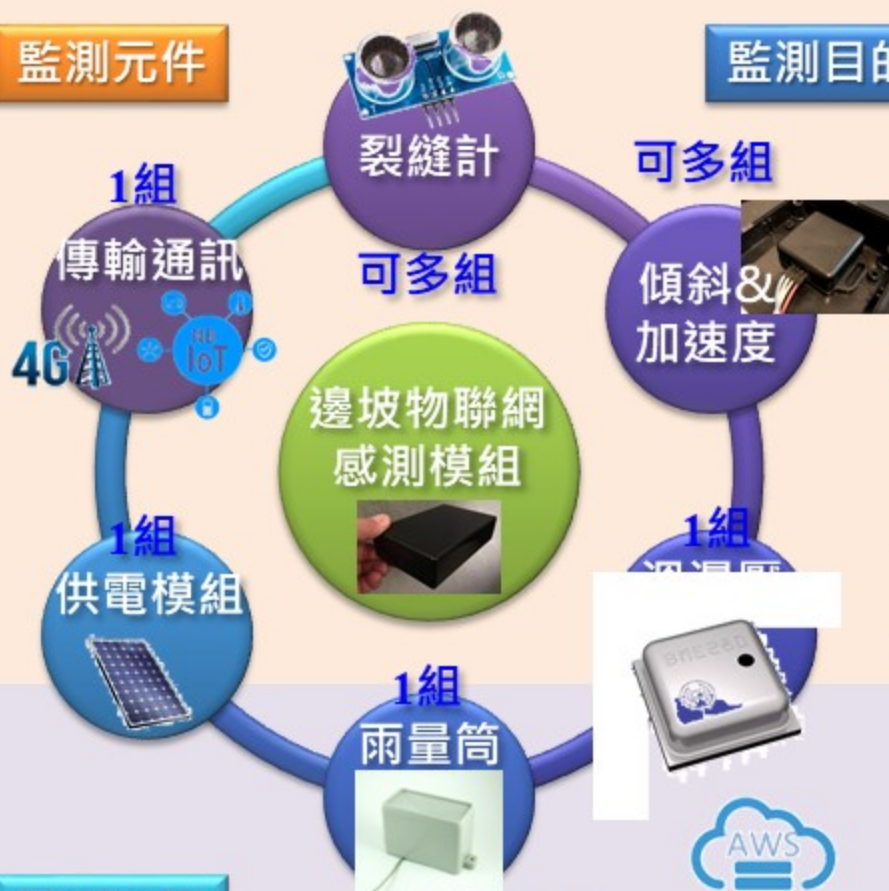 監測元件
監測目的
裂縫計
可多組
1組
傳輸通訊
4G
IoT
可多組
傾斜&
加速度
邊坡物聯網
感測模組
1組
供電模組
1組
BME280
1組
雨量筒
AWS